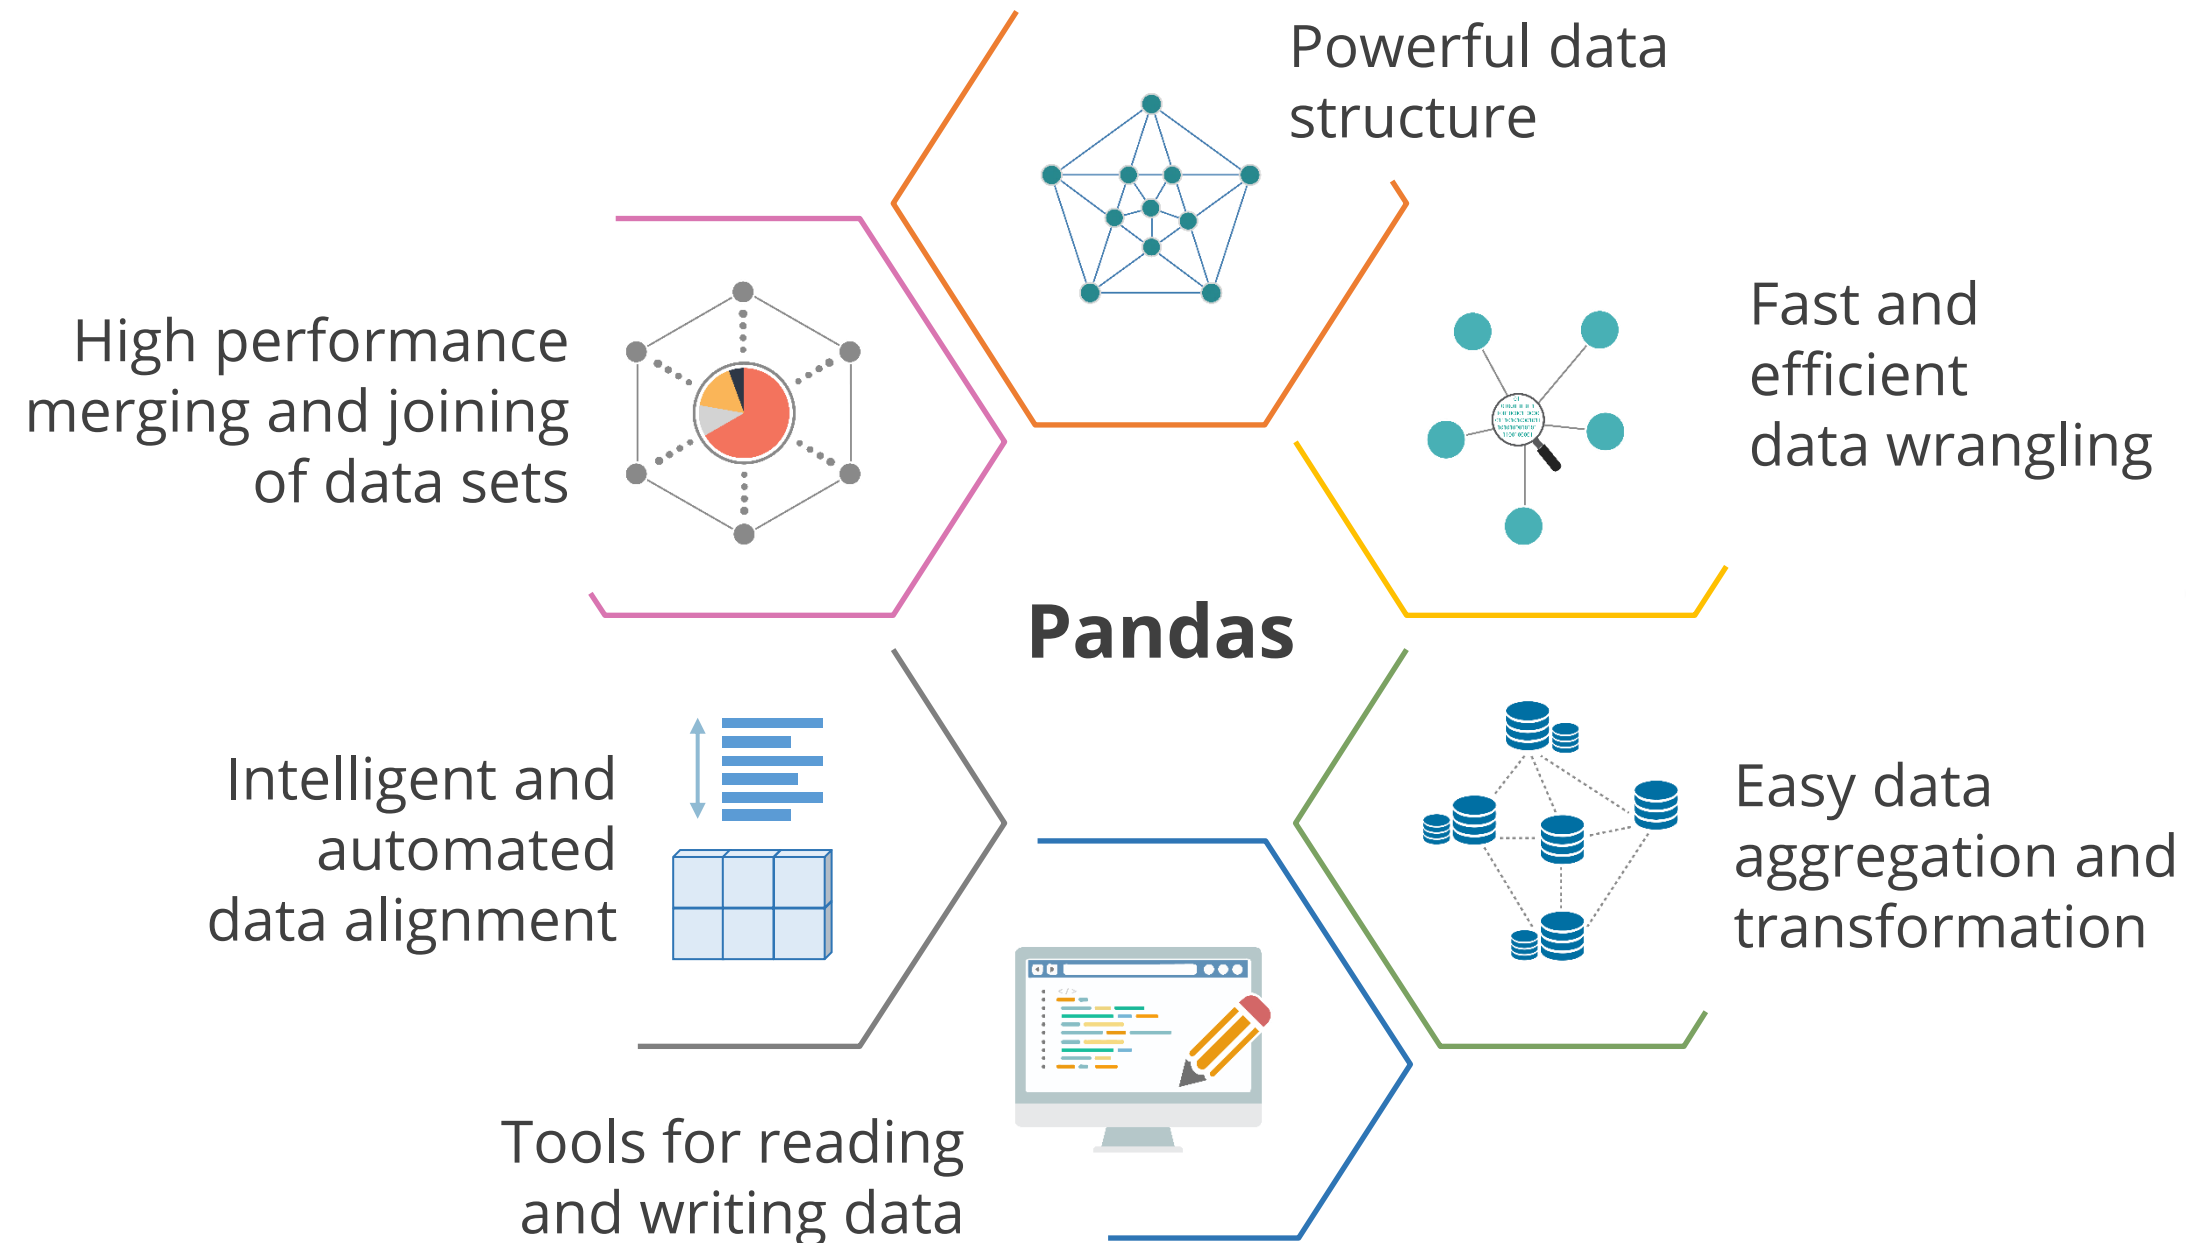 Powerful data
structure
Fast and
efficient
data wrangling
High performance
merging and joining
of data sets
Pandas
Intelligent and
automated
data alignment
Easy data
aggregation and
transformation
Tools for reading
and writing data